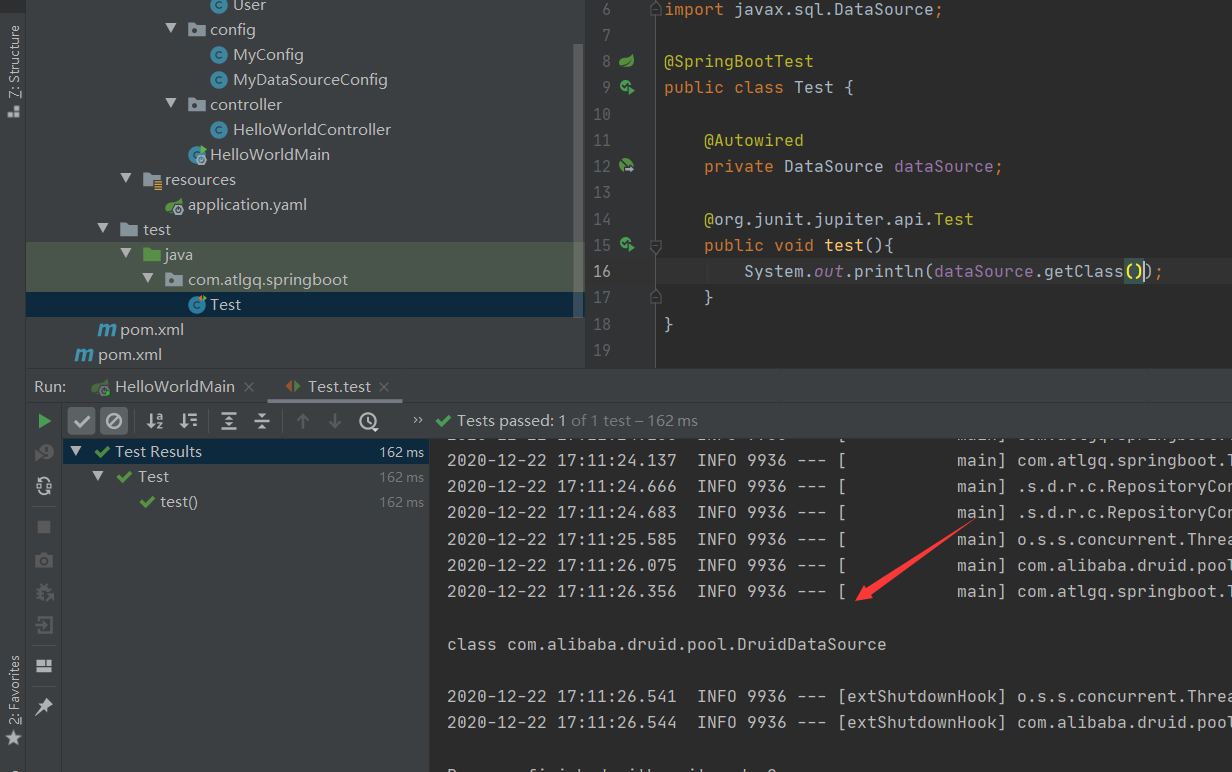 User
config
MyConfig
MyDataSourceConfig
controller
HelloWorldController
HelloWorldMain
resources
application.yaml
test
java
com.atlgq.springboot
Test
pom.xml
pom.xml
Z: Structure
2: Favorites
6 import javax.sql.DataSource;
7
8 @SpringBootTest
9 public class Test {
10
11 @Autowired
12 private DataSource dataSource;
13
14 @org.junit.jupiter.api.Test
15 public void test(){
16 System.out.println(dataSource.getClass());
17 }
18 }
19
Run: HelloWorldMain Test.test
Tests passed: 1 of 1 test – 162 ms
Test Results 162 ms
Test 162 ms
test() 162 ms
2020-12-22 17:11:24.137 INFO 9936 --- [ main] com.atlgq.springboot.T
2020-12-22 17:11:24.666 INFO 9936 --- [ main] .s.d.r.c.RepositoryCon
2020-12-22 17:11:24.683 INFO 9936 --- [ main] .s.d.r.c.RepositoryCon
2020-12-22 17:11:25.585 INFO 9936 --- [ main] o.s.s.concurrent.Threa
2020-12-22 17:11:26.075 INFO 9936 --- [ main] com.alibaba.druid.pool
2020-12-22 17:11:26.356 INFO 9936 --- [ main] com.atlgq.springboot.T
class com.alibaba.druid.pool.DruidDataSource
2020-12-22 17:11:26.541 INFO 9936 --- [extShutdownHook] o.s.s.concurrent.Threa
2020-12-22 17:11:26.544 INFO 9936 --- [extShutdownHook] com.alibaba.druid.pool